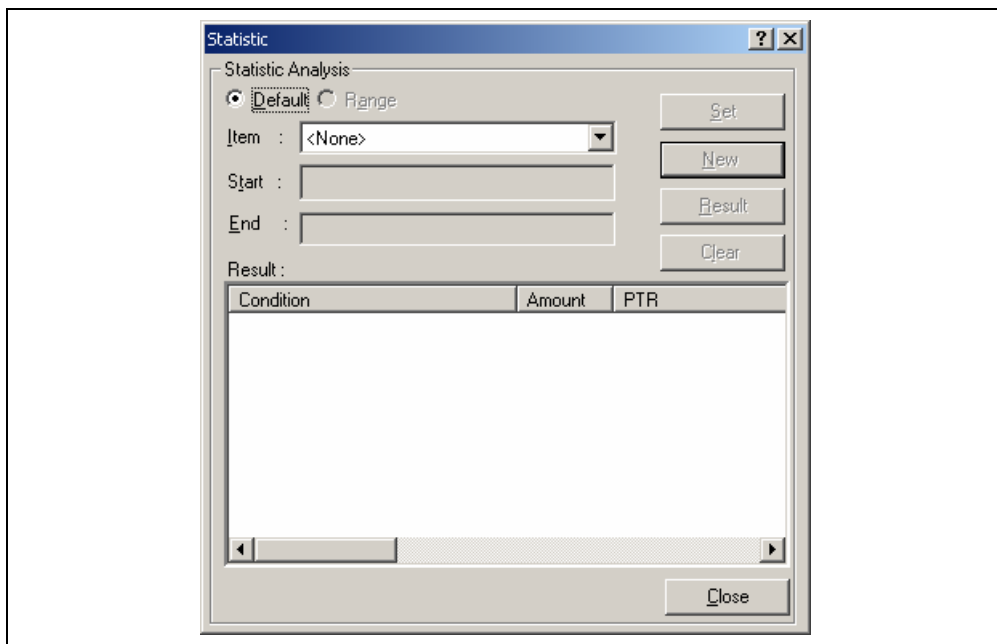 Statistic
Statistic Analysis
Default Range
Item : <None>
Start :
End :
Set
New
Result
Clear
Result :
Condition Amount PTR
Close